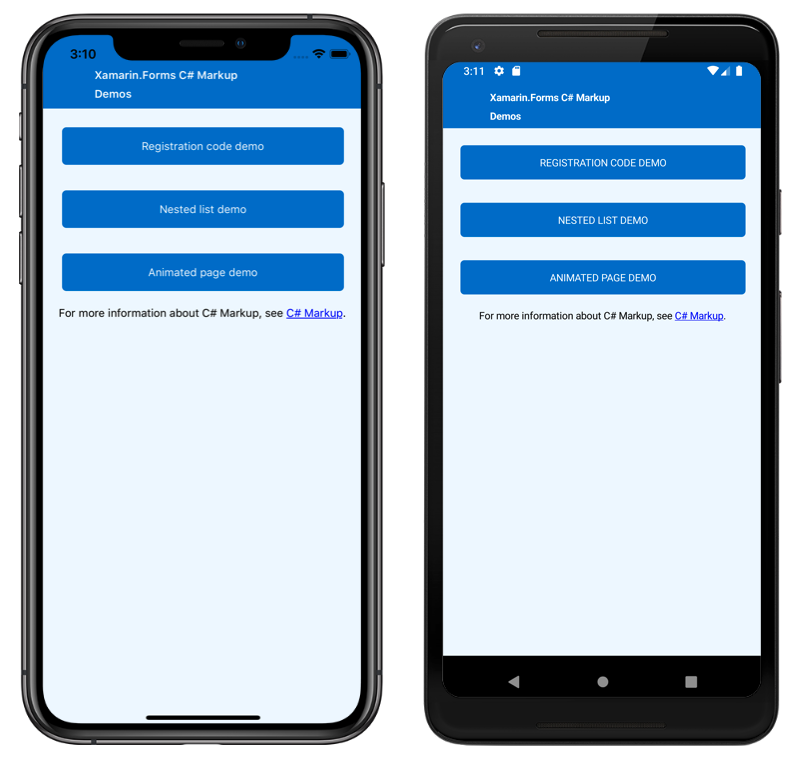 3:10
Xamarin.Forms C# Markup
Demos
Registration code demo
Nested list demo
Animated page demo
For more information about C# Markup, see C# Markup.
3:11
Xamarin.Forms C# Markup
Demos
REGISTRATION CODE DEMO
NESTED LIST DEMO
ANIMATED PAGE DEMO
For more information about C# Markup, see C# Markup.